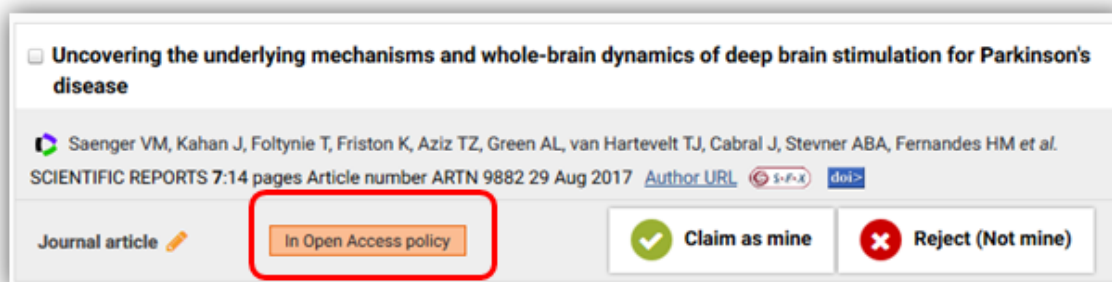 Uncovering the underlying mechanisms and whole-brain dynamics of deep brain stimulation for Parkinson's
disease
Saenger VM, Kahan J, Foltynie T, Friston K, Aziz TZ, Green AL, van Hartevelt TJ, Cabral J, Stevner ABA, Fernandes HM et al.
SCIENTIFIC REPORTS 7:14 pages Article number ARTN 9882 29 Aug 2017 Author URL S·F·X doi>
Journal article In Open Access policy Claim as mine Reject (Not mine)